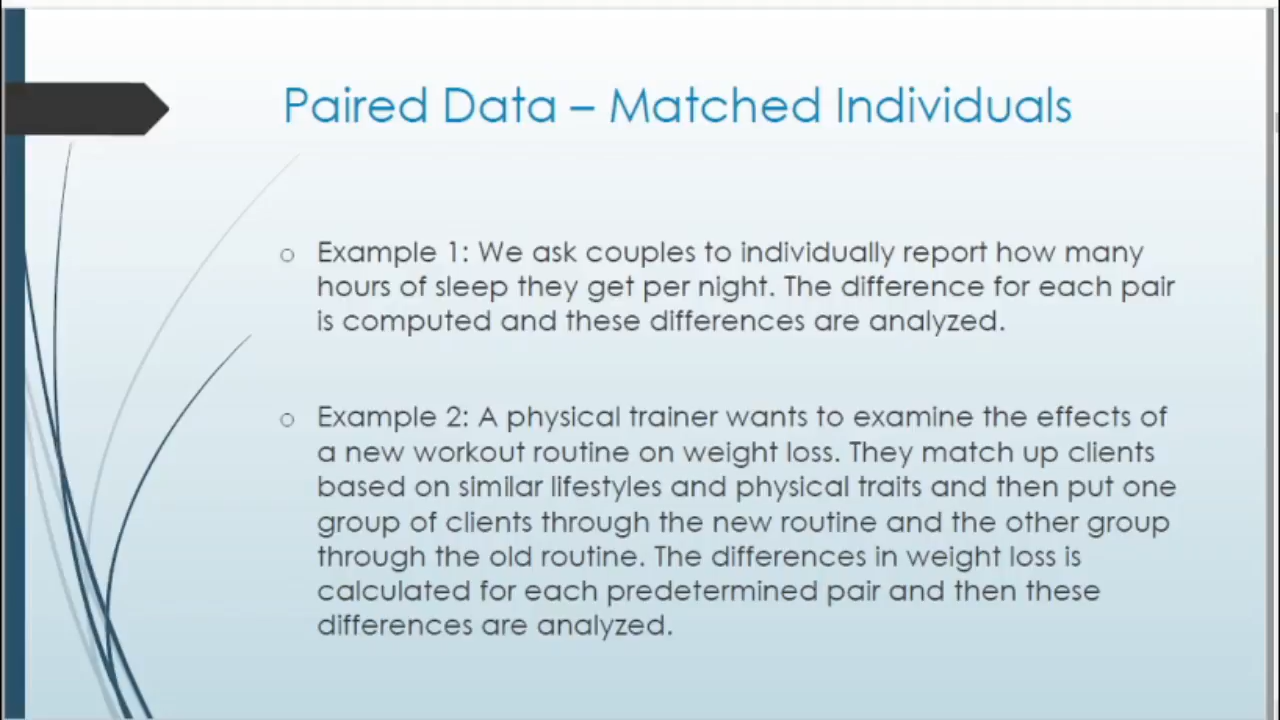 Paired Data – Matched Individuals
o Example 1: We ask couples to individually report how many
hours of sleep they get per night. The difference for each pair
is computed and these differences are analyzed.
o Example 2: A physical trainer wants to examine the effects of
a new workout routine on weight loss. They match up clients
based on similar lifestyles and physical traits and then put one
group of clients through the new routine and the other group
through the old routine. The differences in weight loss is
calculated for each predetermined pair and then these
differences are analyzed.